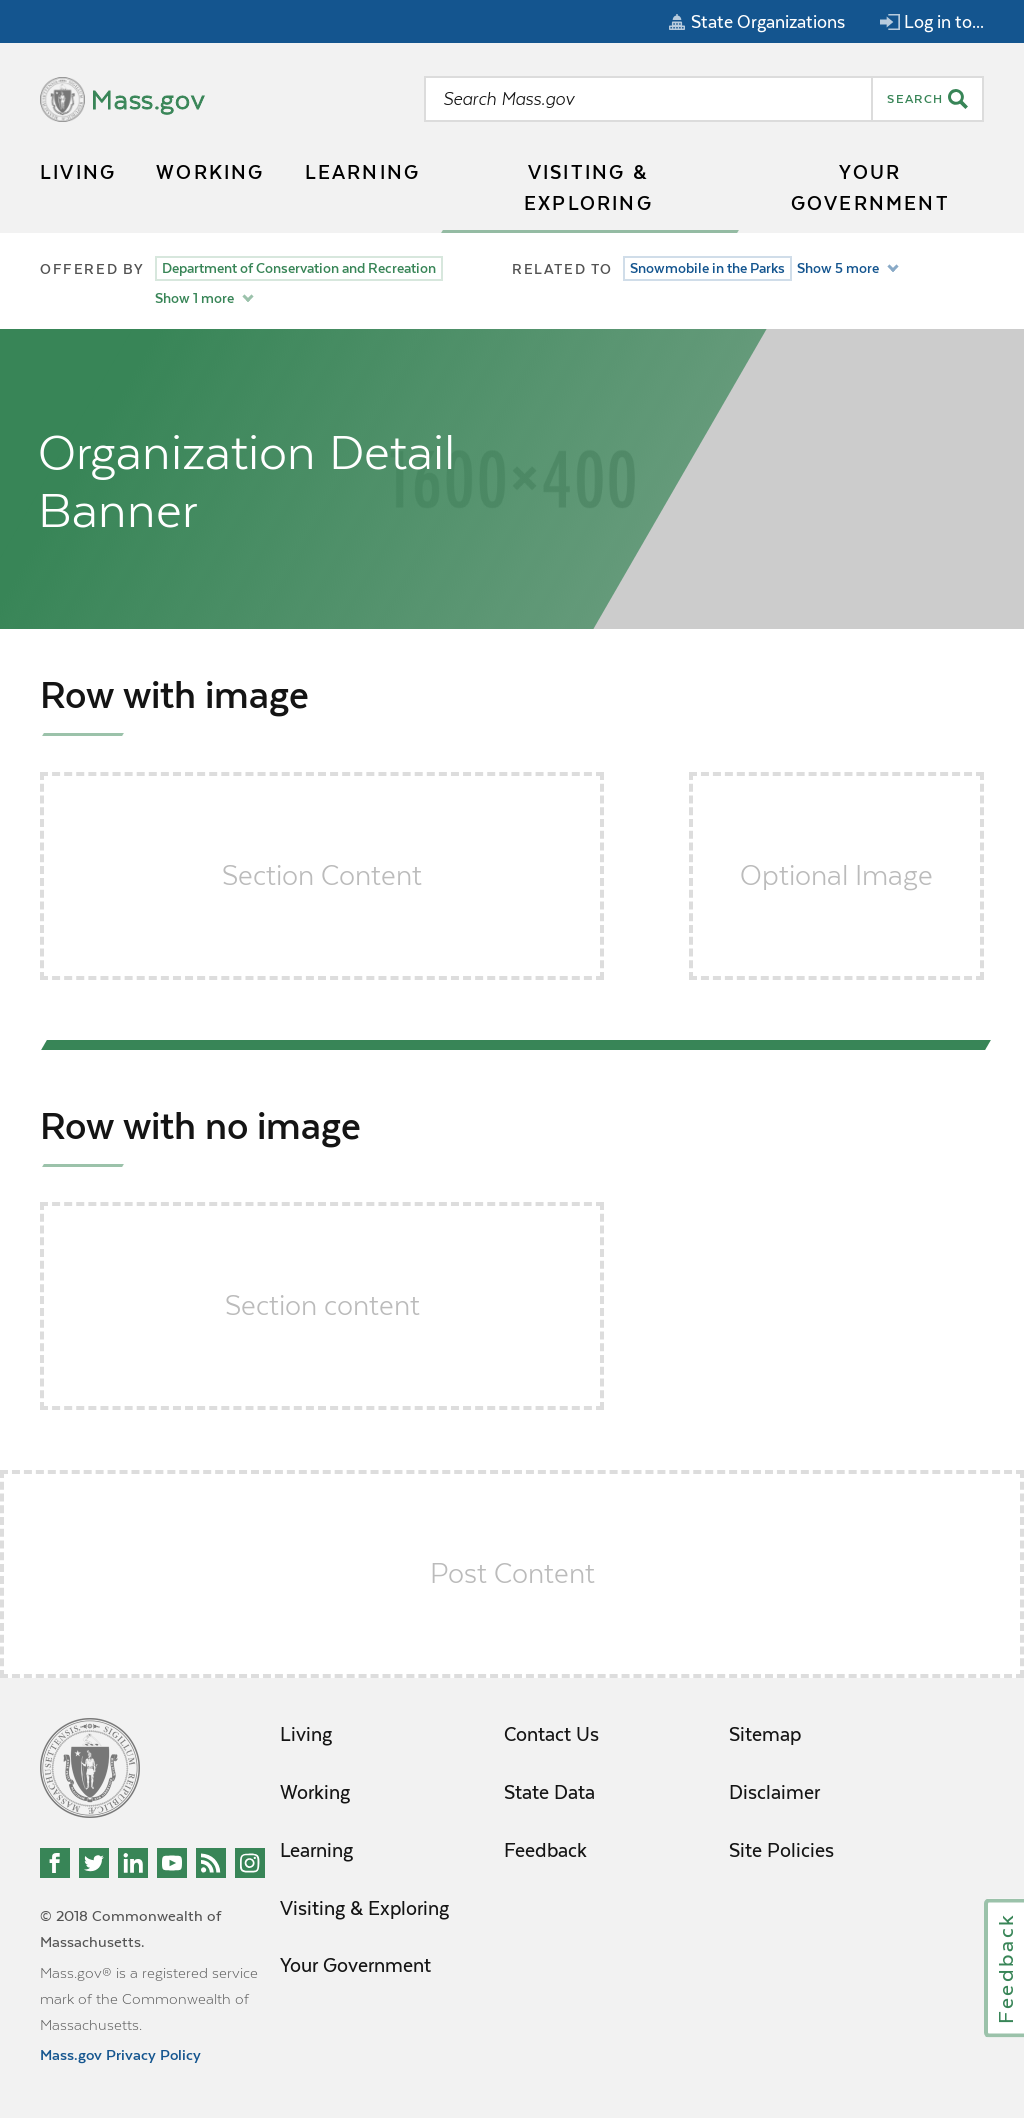 State Organizations
Log in to...
Mass.gov
Search Mass.gov
SEARCH
LIVING
WORKING
LEARNING
VISITING &
EXPLORING
YOUR
GOVERNMENT
OFFERED BY
Department of Conservation and Recreation
Show 1 more
RELATED TO
Snowmobile in the Parks
Show 5 more
1600×400
Organization Detail
Banner
Row with image
Section Content
Optional Image
Row with no image
Section content
Post Content
Living
Working
Learning
Visiting & Exploring
Your Government
Contact Us
State Data
Feedback
Sitemap
Disclaimer
Site Policies
© 2018 Commonwealth of
Massachusetts.
Mass.gov® is a registered service
mark of the Commonwealth of
Massachusetts.
Mass.gov Privacy Policy
Feedback